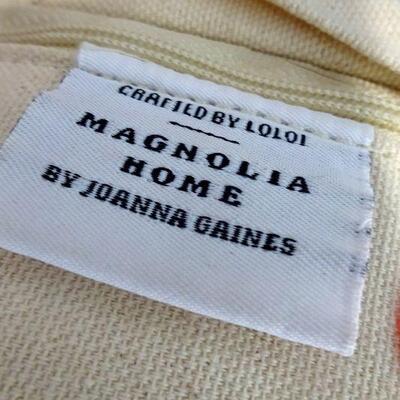 CRAFTED BY LOLOI
MAGNOLIA
HOME
BY JOANNA GAINES